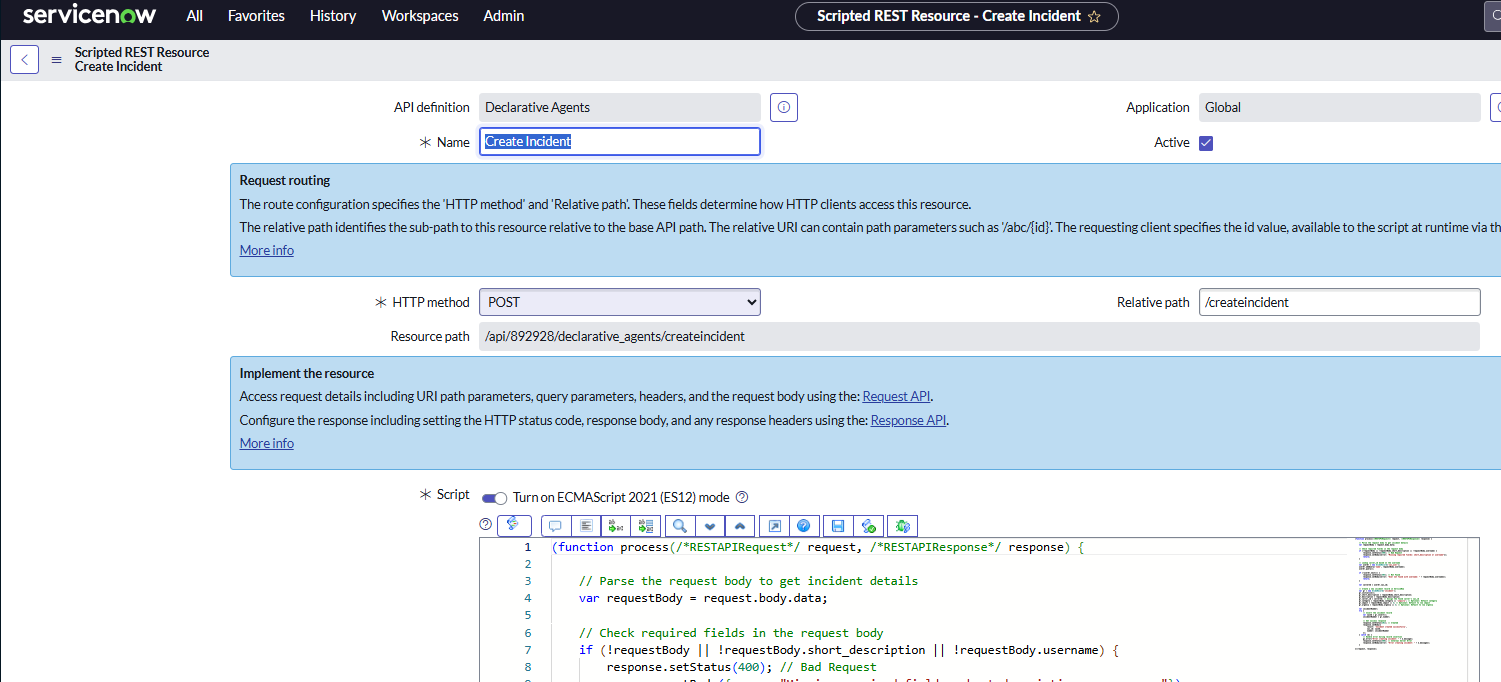 servicenow All Favorites History Workspaces Admin Scripted REST Resource - Create Incident
Scripted REST Resource
Create Incident
API definition Declarative Agents Application Global
Name Create Incident Active
Request routing
The route configuration specifies the 'HTTP method' and 'Relative path'. These fields determine how HTTP clients access this resource.
The relative path identifies the sub-path to this resource relative to the base API path. The relative URI can contain path parameters such as '/abc/{id}'. The requesting client specifies the id value, available to the script at runtime via th
More info
HTTP method POST Relative path /createincident
Resource path /api/892928/declarative_agents/createincident
Implement the resource
Access request details including URI path parameters, query parameters, headers, and the request body using the: Request API.
Configure the response including setting the HTTP status code, response body, and any response headers using the: Response API.
More info
Script Turn on ECMAScript 2021 (ES12) mode
1 (function process(/*RESTAPIRequest*/ request, /*RESTAPIResponse*/ response) {
2
3 // Parse the request body to get incident details
4 var requestBody = request.body.data;
5
6 // Check required fields in the request body
7 if (!requestBody || !requestBody.short_description || !requestBody.username) {
8 response.setStatus(400); // Bad Request